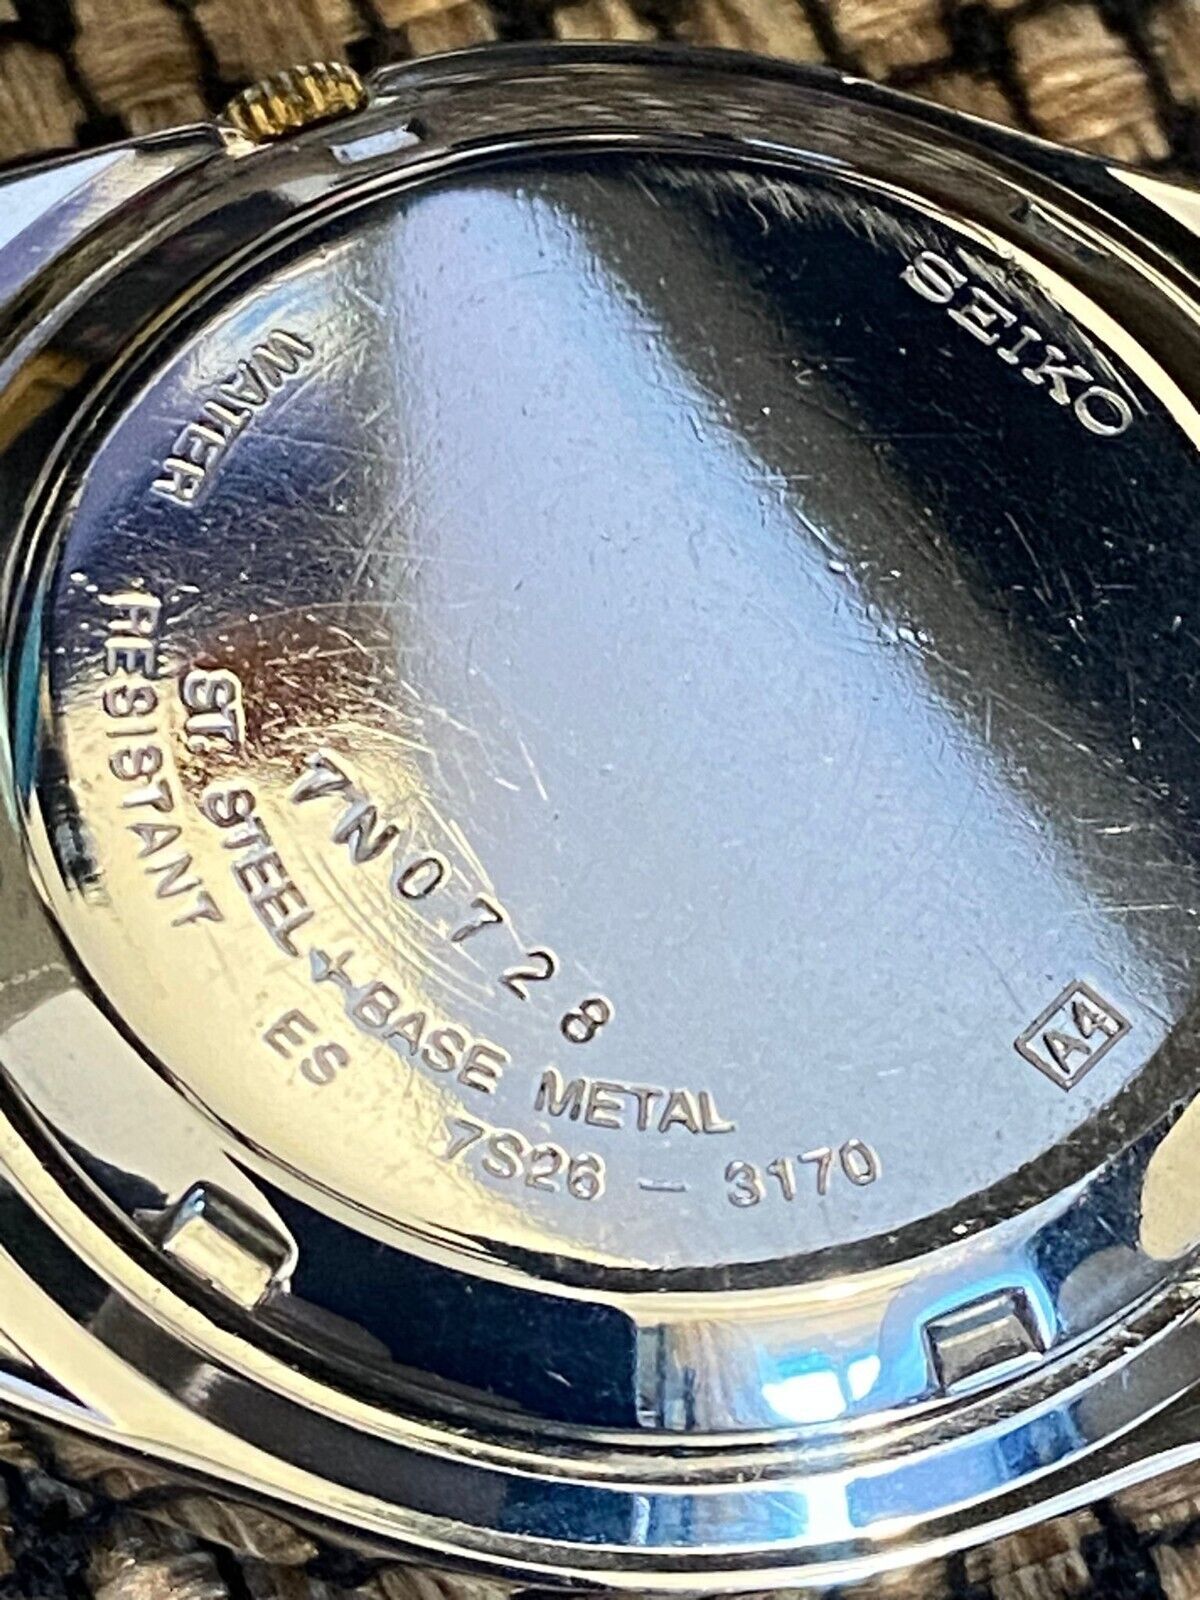 SEIKO
WATER
RESISTANT
ST. STEEL + BASE METAL
7N0728
ES
7S26 - 3170
A4